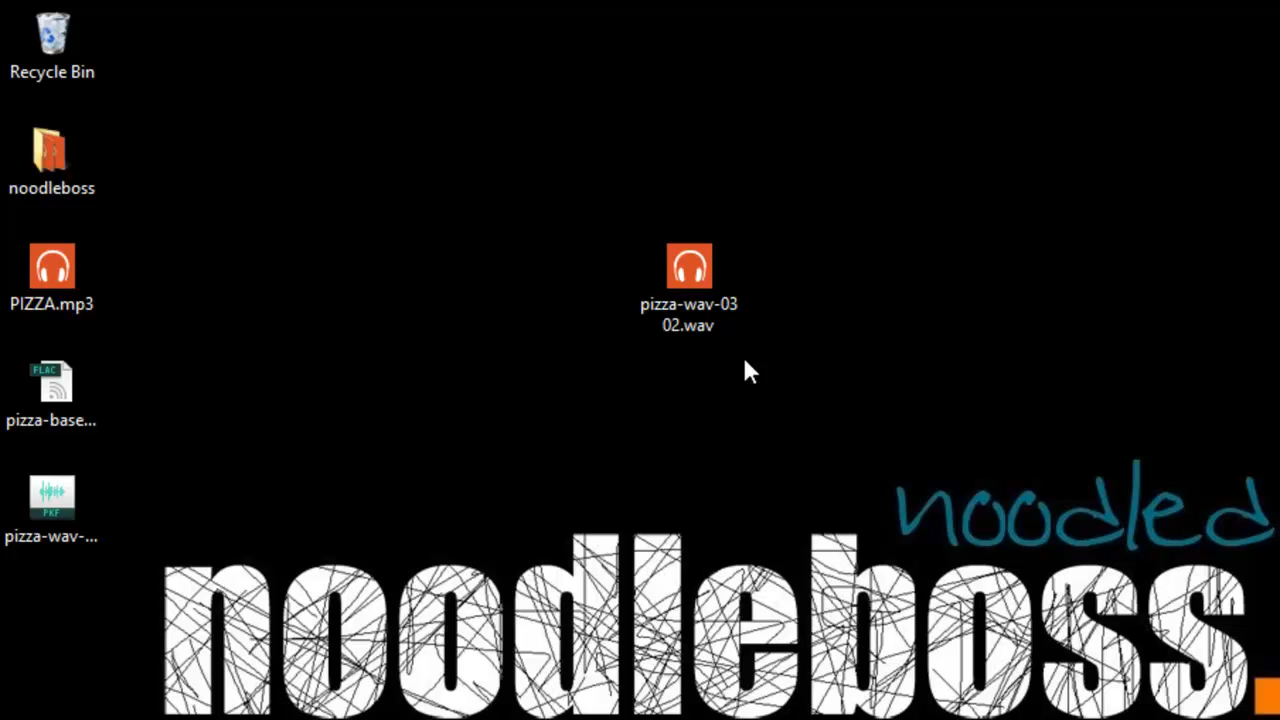 Recycle Bin
noodleboss
PIZZA.mp3
FLAC
pizza-base...
PKF
pizza-wav-...
pizza-wav-03
02.wav
noodled
noodleboss.